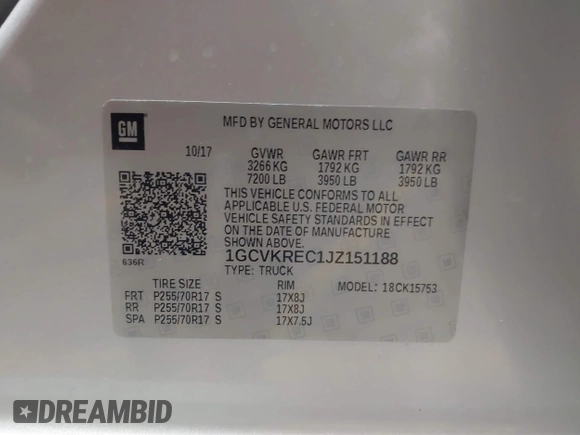 GM
MFD BY GENERAL MOTORS LLC
10/17 GVWR GAWR FRT GAWR RR
3266 KG 1792 KG 1792 KG
7200 LB 3950 LB 3950 LB
THIS VEHICLE CONFORMS TO ALL
APPLICABLE U.S. FEDERAL MOTOR
VEHICLE SAFETY STANDARDS IN EFFECT
ON THE DATE OF MANUFACTURE
SHOWN ABOVE.
636R
1GCVKREC1JZ151188
TYPE: TRUCK
TIRE SIZE RIM MODEL: 18CK15753
FRT P255/70R17 S 17X8J
RR P255/70R17 S 17X8J
SPA P255/70R17 S 17X7.5J
DREAMBID